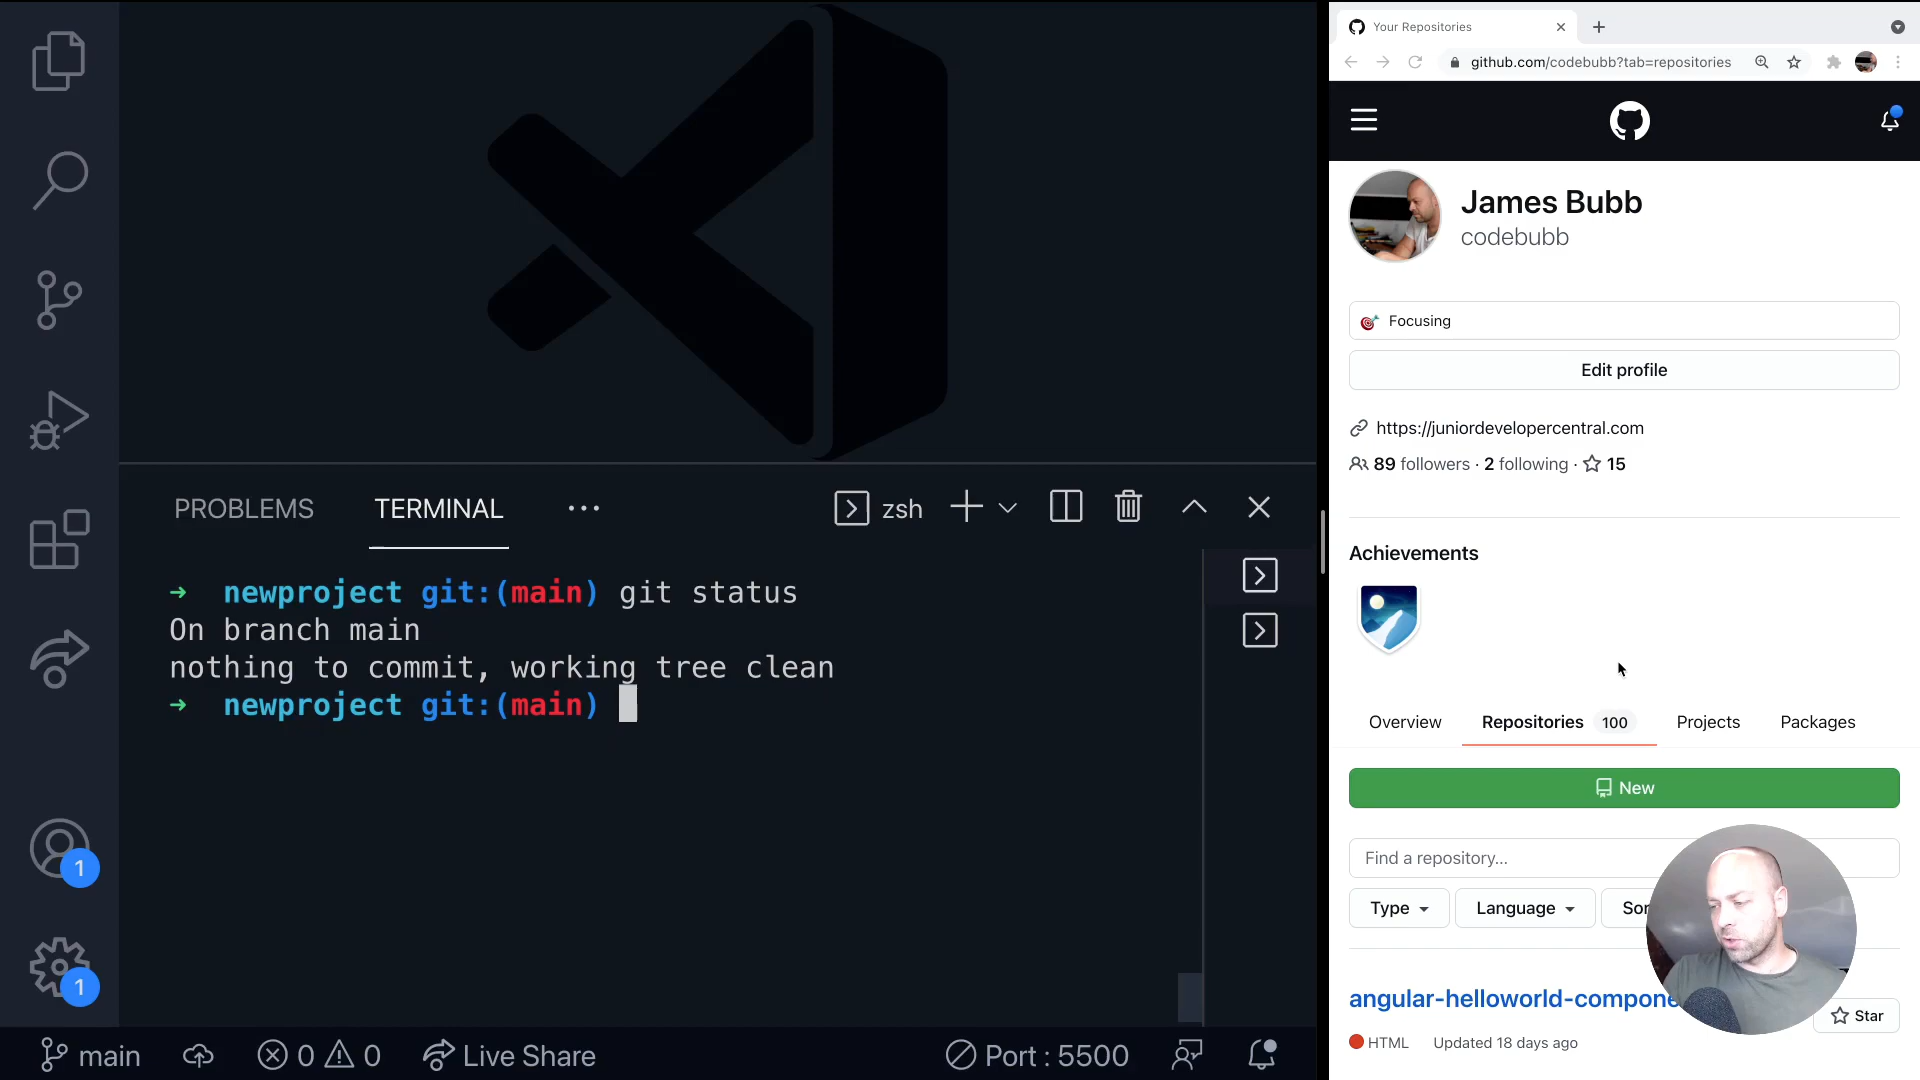 PROBLEMS
TERMINAL
...
zsh
➜ newproject git:(main) git status
On branch main
nothing to commit, working tree clean
➜ newproject git:(main)
1
1
main
0 0
Live Share
Port : 5500
Your Repositories
github.com/codebubb?tab=repositories
James Bubb
codebubb
Focusing
Edit profile
https://juniordevelopercentral.com
89 followers · 2 following · 15
Achievements
Overview Repositories 100 Projects Packages
New
Find a repository...
Type Language Sor
angular-helloworld-compone
Star
HTML Updated 18 days ago